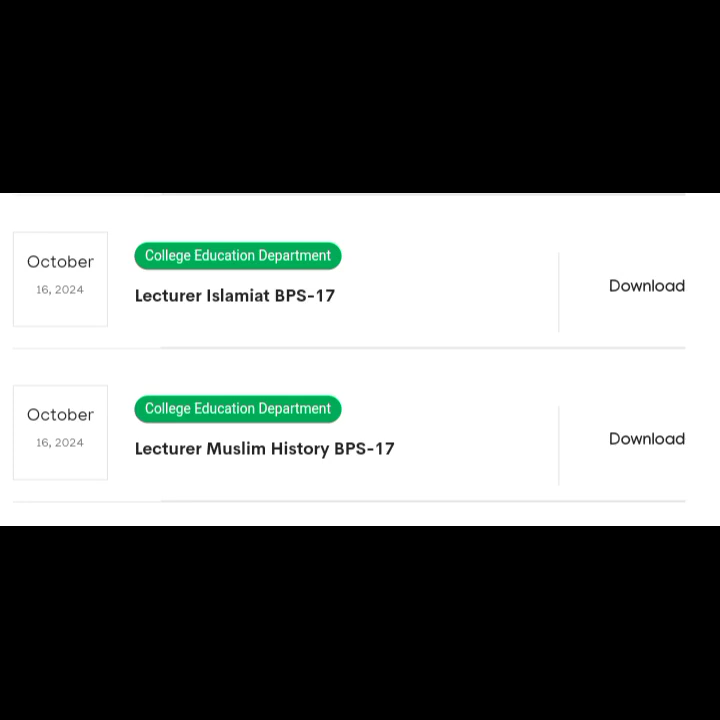 October
16, 2024
College Education Department
Lecturer Islamiat BPS-17
Download
October
16, 2024
College Education Department
Lecturer Muslim History BPS-17
Download